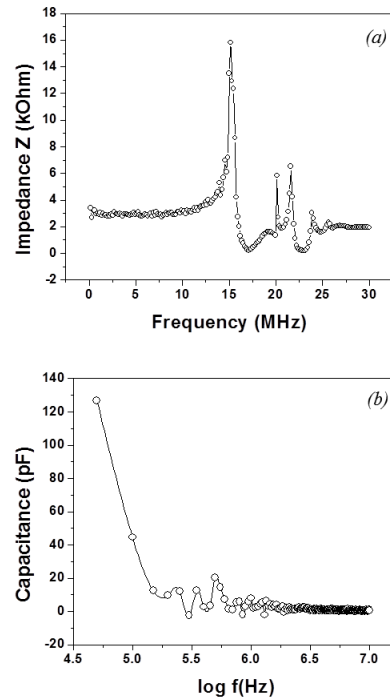 (a)
Impedance Z (kOhm)
18
16
14
12
10
8
6
4
2
0
-2
0 5 10 15 20 25 30
Frequency (MHz)
(b)
Capacitance (pF)
140
120
100
80
60
40
20
0
-20
4.5 5.0 5.5 6.0 6.5 7.0
log f(Hz)